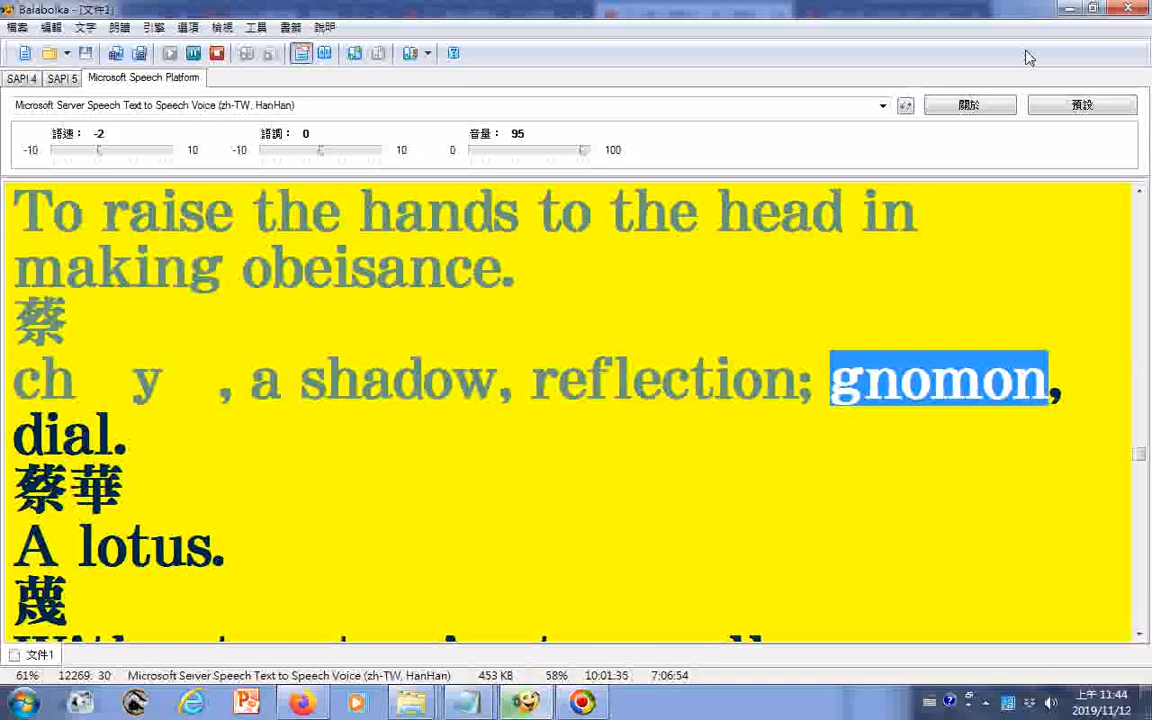 Balabolka - [文件1]
檔案 編輯 文字 朗讀 引擎 選項 檢視 工具 書籤 說明
SAPI 4 SAPI 5 Microsoft Speech Platform
Microsoft Server Speech Text to Speech Voice (zh-TW, HanHan) 關於 預設
語速： -2 語調： 0 音量： 95
-10 10 -10 10 0 100
To raise the hands to the head in
making obeisance.
蔡
ch y , a shadow, reflection; gnomon,
dial.
蔡華
A lotus.
蔑
文件1
61% 12269: 30 Microsoft Server Speech Text to Speech Voice (zh-TW, HanHan) 453 KB 58% 10:01:35 7:06:54
上午 11:44
2019/11/12